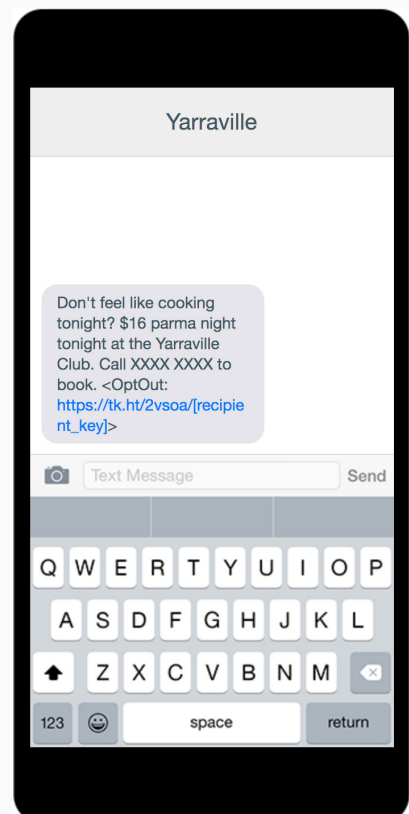 Yarraville
Don't feel like cooking
tonight? $16 parma night
tonight at the Yarraville
Club. Call XXXX XXXX to
book. <OptOut:
https://tk.ht/2vsoa/[recipie
nt_key]>
Text Message Send
Q W E R T Y U I O P
A S D F G H J K L
Z X C V B N M
123 space return